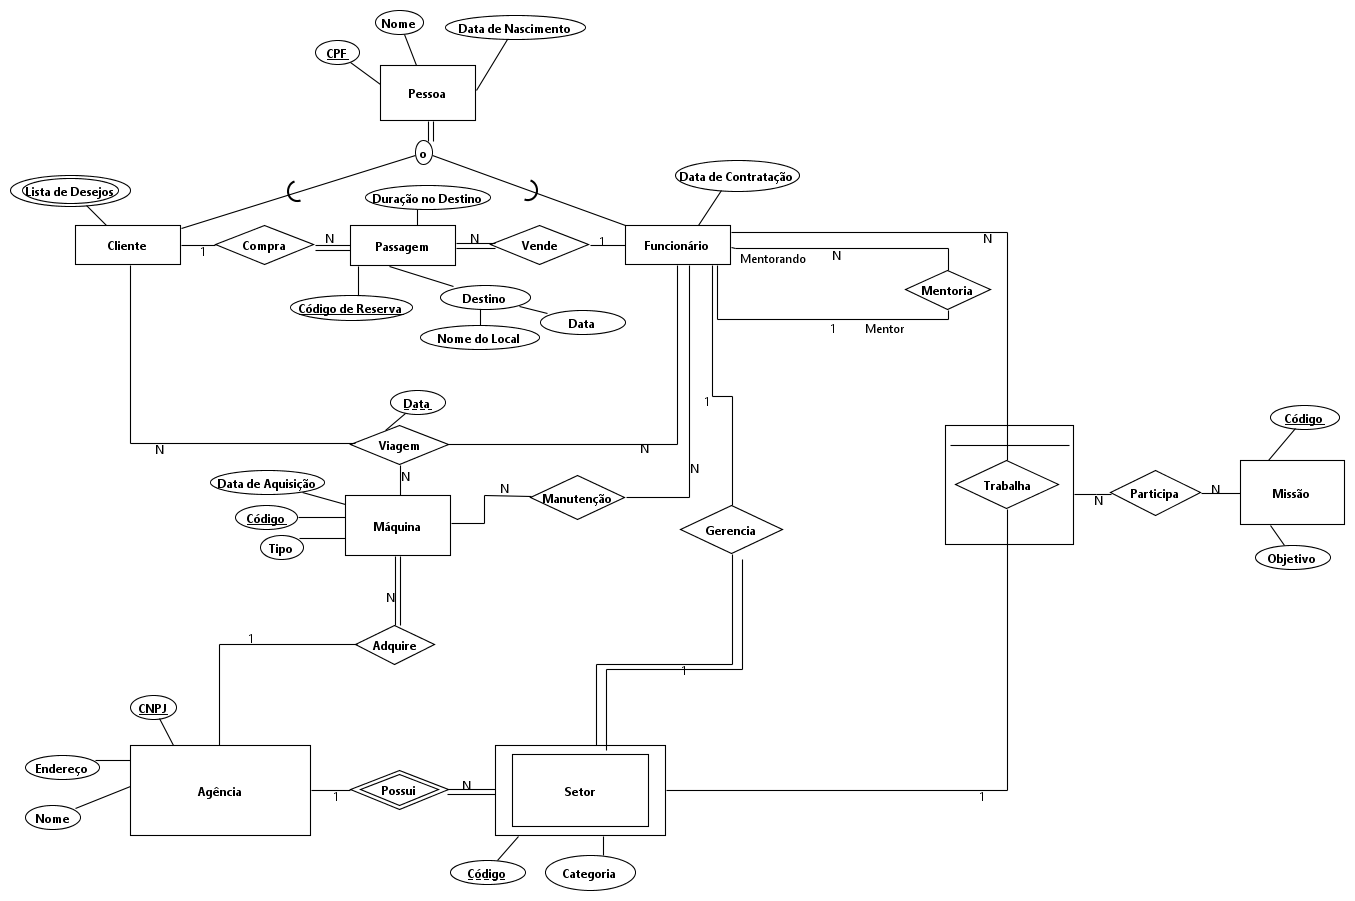 Nome
Data de Nascimento
CPF
Pessoa
o
Lista de Desejos
Duração no Destino
Data de Contratação
Cliente
1
Compra
N
Passagem
N
Vende
1
Funcionário
N
Mentorando
N
Mentoria
1
Mentor
Código de Reserva
Destino
Nome do Local
Data
Data
N
Viagem
N
N
1
Código
Data de Aquisição
Código
Tipo
Máquina
N
Manutenção
N
Gerencia
Trabalha
N
Participa
N
Missão
Objetivo
N
1
Adquire
1
CNPJ
Endereço
Nome
Agência
1
Possui
N
Setor
1
Código
Categoria